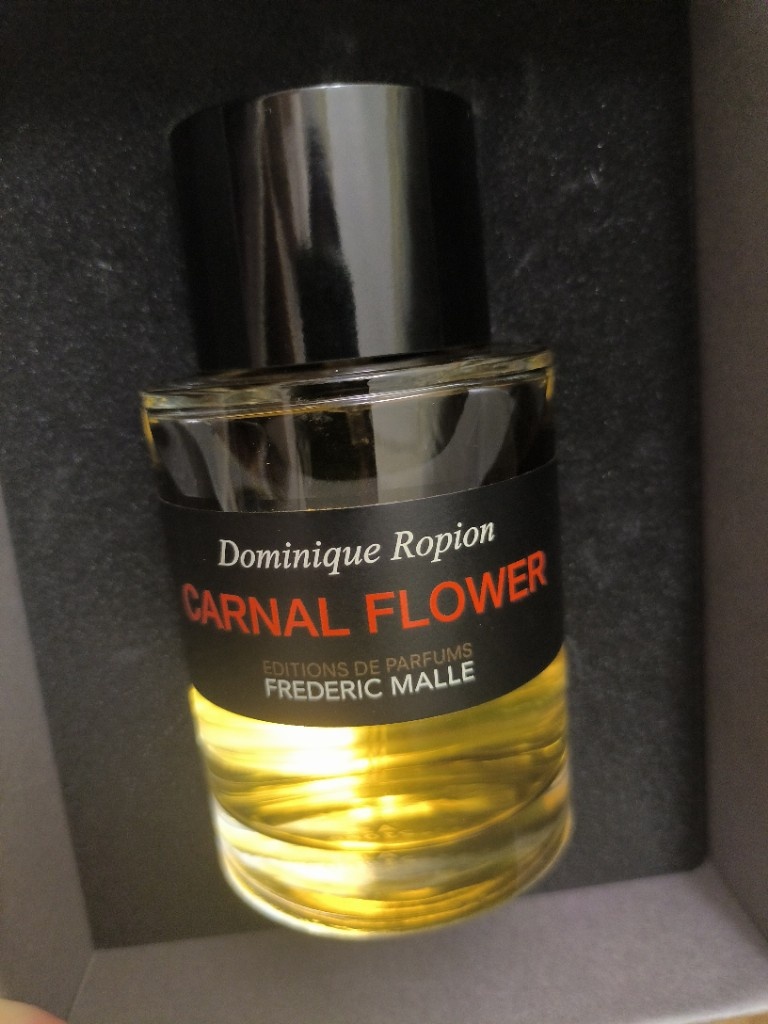 Dominique Ropion
CARNAL FLOWER
EDITIONS DE PARFUMS
FREDERIC MALLE